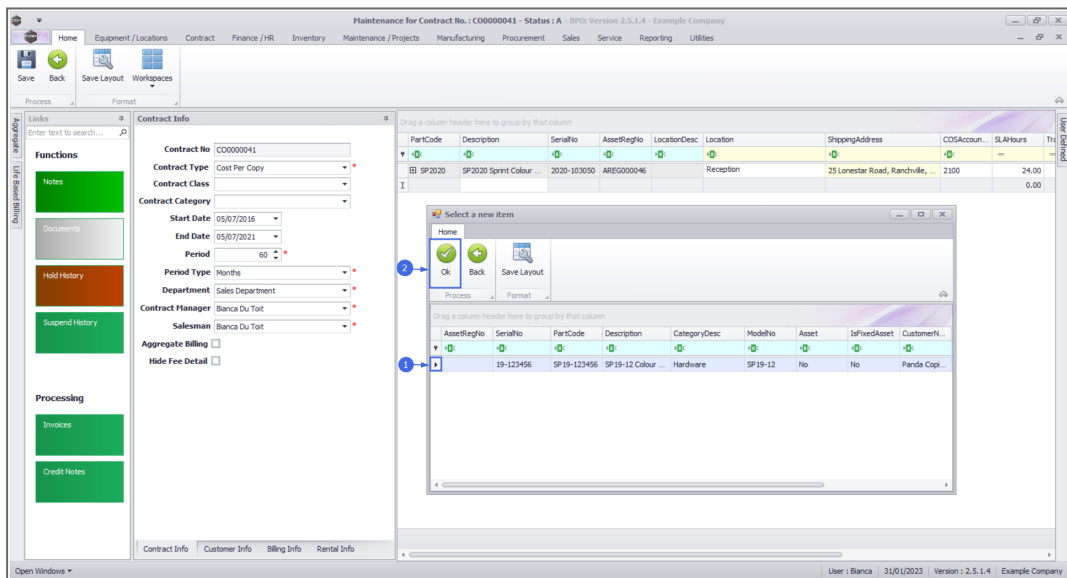 Maintenance for Contract No. : CO0000041 - Status : A - BPO: Version 2.5.1.4 - Example Company
Home Equipment / Locations Contract Finance / HR Inventory Maintenance / Projects Manufacturing Procurement Sales Service Reporting Utilities
Save Back Save Layout Workspaces
Process Format
Aggregate
Life Based Billing
User Defined
Links
Enter text to search...
Functions
Notes
Documents
Hold History
Suspend History
Processing
Invoices
Credit Notes
Contract Info
Contract No CO0000041
Contract Type Cost Per Copy *
Contract Class
Contract Category
Start Date 05/07/2016
End Date 05/07/2021
Period 60 *
Period Type Months *
Department Sales Department *
Contract Manager Bianca Du Toit *
Salesman Bianca Du Toit *
Aggregate Billing
Hide Fee Detail
Contract Info Customer Info Billing Info Rental Info
Drag a column header here to group by that column
PartCode Description SerialNo AssetRegNo LocationDesc Location ShippingAddress COSAccoun... SLAHours
SP2020 SP2020 Sprint Colour ... 2020-103050 AREG000046 Reception 25 Lonestar Road, Ranchville, ... 2100 24.00
0.00
Select a new item
Home
2
Ok Back Save Layout
Process Format
Drag a column header here to group by that column
AssetRegNo SerialNo PartCode Description CategoryDesc ModelNo Asset IsFixedAsset CustomerN...
1
19-123456 SP19-123456 SP19-12 Colour ... Hardware SP19-12 No No Panda Copi...
Open Windows User : Bianca 31/01/2023 Version : 2.5.1.4 Example Company